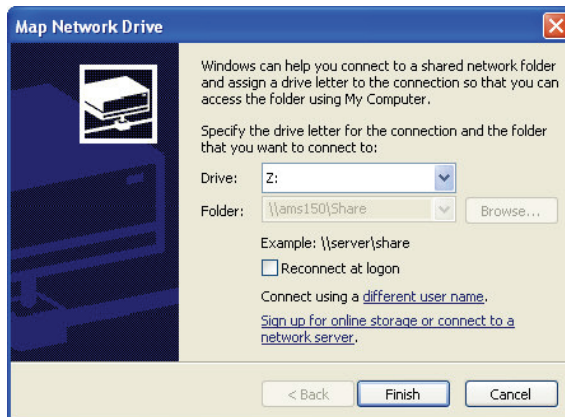 Map Network Drive
Windows can help you connect to a shared network folder
and assign a drive letter to the connection so that you can
access the folder using My Computer.
Specify the drive letter for the connection and the folder
that you want to connect to:
Drive: Z:
Folder: \\ams150\Share Browse...
Example: \\server\share
Reconnect at logon
Connect using a different user name.
Sign up for online storage or connect to a
network server.
< Back Finish Cancel